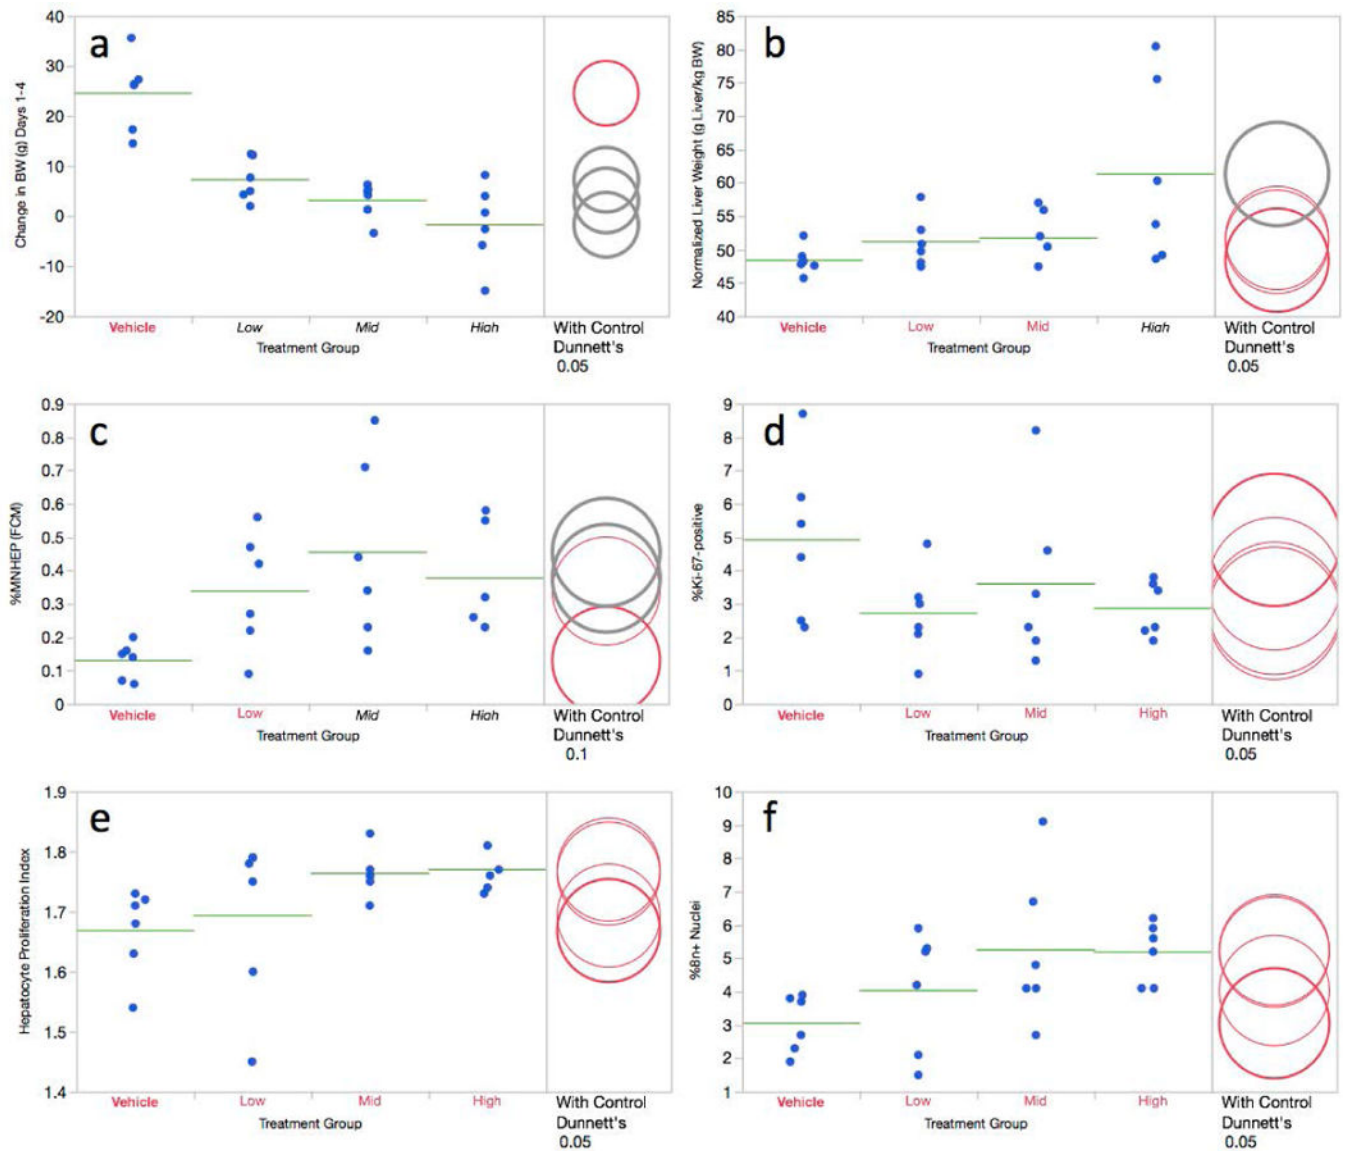 a
Change in BW (g) Days 1-4
40
30
20
10
0
-10
-20
Vehicle
Low
Mid
Hiah
Treatment Group
With Control
Dunnett's
0.05
b
Normalized Liver Weight (g Liver/kg BW)
85
80
75
70
65
60
55
50
45
40
Vehicle
Low
Mid
Hiah
Treatment Group
With Control
Dunnett's
0.05
c
%MNHEP (FCM)
0.9
0.8
0.7
0.6
0.5
0.4
0.3
0.2
0.1
0
Vehicle
Low
Mid
Hiah
Treatment Group
With Control
Dunnett's
0.1
d
%Ki-67-positive
9
8
7
6
5
4
3
2
1
0
Vehicle
Low
Mid
High
Treatment Group
With Control
Dunnett's
0.05
e
Hepatocyte Proliferation Index
1.9
1.8
1.7
1.6
1.5
1.4
Vehicle
Low
Mid
High
Treatment Group
With Control
Dunnett's
0.05
f
%8n+ Nuclei
10
9
8
7
6
5
4
3
2
1
Vehicle
Low
Mid
High
Treatment Group
With Control
Dunnett's
0.05